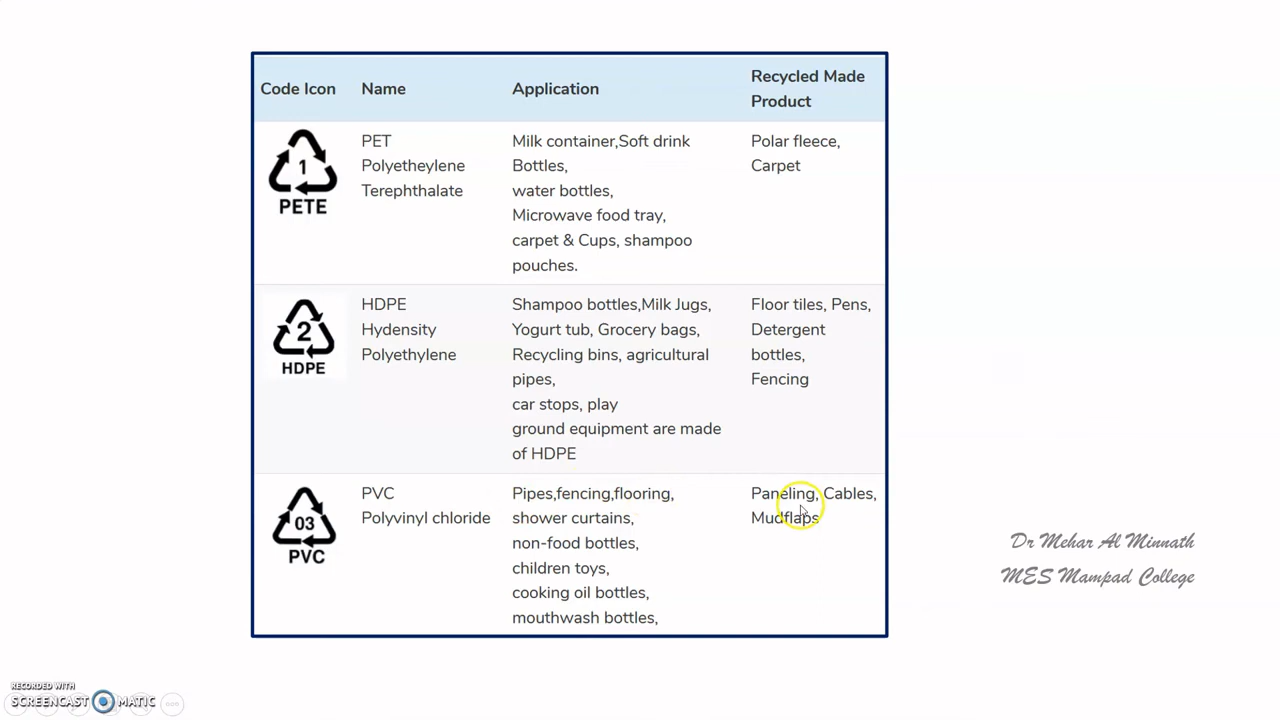 Code Icon
Name
Application
Recycled Made
Product
1
PETE
PET
Polyetheylene
Terephthalate
Milk container,Soft drink
Bottles,
water bottles,
Microwave food tray,
carpet & Cups, shampoo
pouches.
Polar fleece,
Carpet
2
HDPE
HDPE
Hydensity
Polyethylene
Shampoo bottles,Milk Jugs,
Yogurt tub, Grocery bags,
Recycling bins, agricultural
pipes,
car stops, play
ground equipment are made
of HDPE
Floor tiles, Pens,
Detergent
bottles,
Fencing
03
PVC
PVC
Polyvinyl chloride
Pipes,fencing,flooring,
shower curtains,
non-food bottles,
children toys,
cooking oil bottles,
mouthwash bottles,
Paneling, Cables,
Mudflaps
Dr Mehar Al Minnath
MES Mampad College
RECORDED WITH
SCREENCAST MATIC